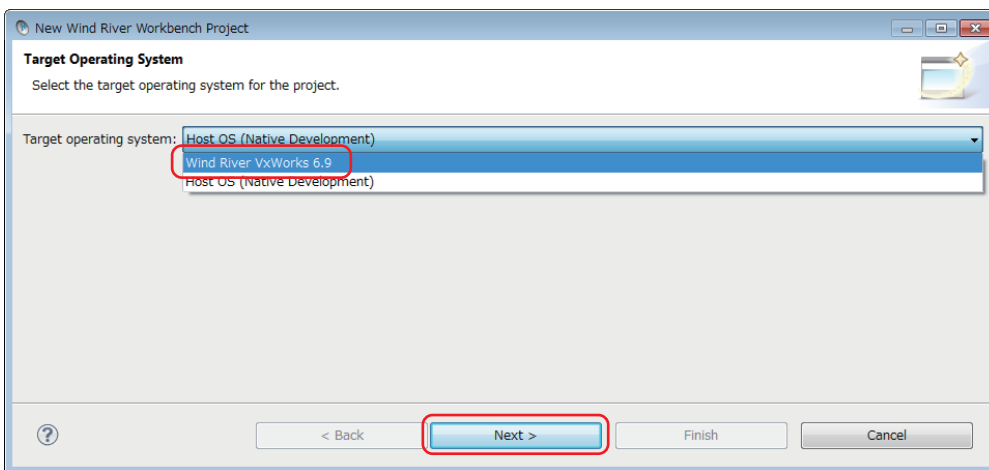 New Wind River Workbench Project
Target Operating System
Select the target operating system for the project.
Target operating system: Host OS (Native Development)
Wind River VxWorks 6.9
Host OS (Native Development)
? < Back Next > Finish Cancel